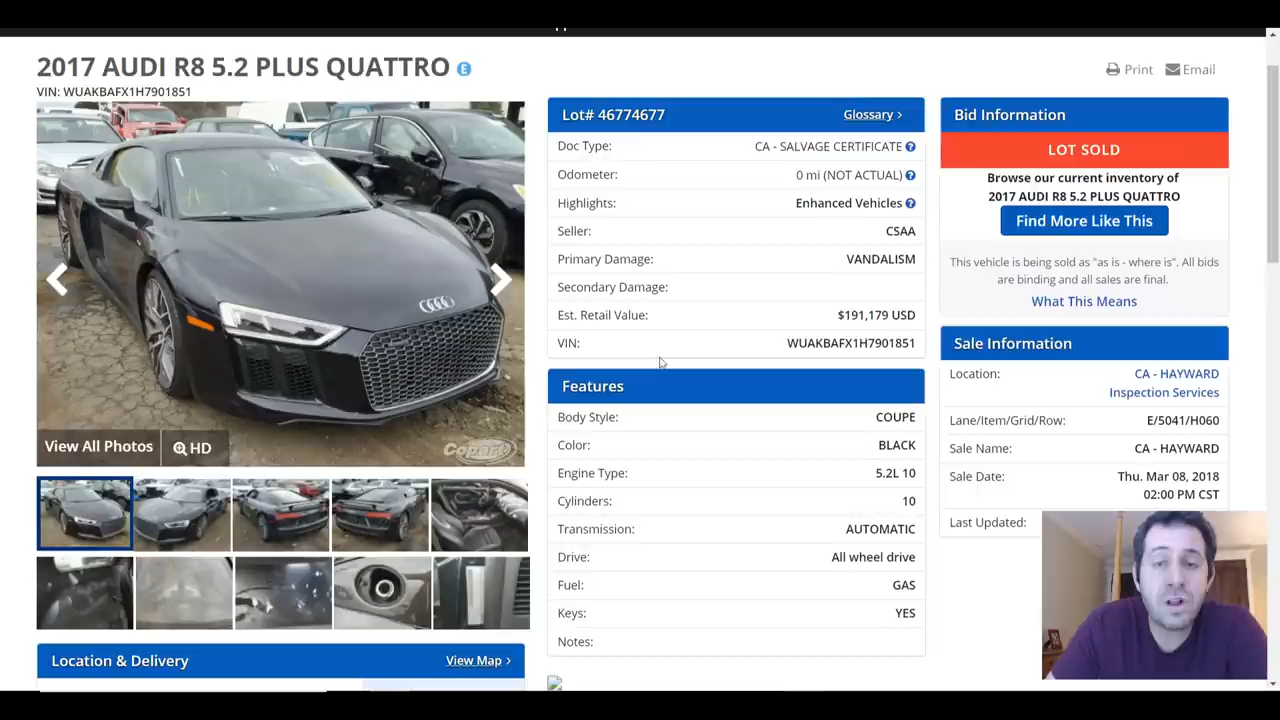 2017 AUDI R8 5.2 PLUS QUATTRO E
VIN: WUAKBAFX1H7901851
Print Email
View All Photos HD
Copart
Location & Delivery View Map >
Lot# 46774677 Glossary >
Doc Type: CA - SALVAGE CERTIFICATE ?
Odometer: 0 mi (NOT ACTUAL) ?
Highlights: Enhanced Vehicles ?
Seller: CSAA
Primary Damage: VANDALISM
Secondary Damage:
Est. Retail Value: $191,179 USD
VIN: WUAKBAFX1H7901851
Features
Body Style: COUPE
Color: BLACK
Engine Type: 5.2L 10
Cylinders: 10
Transmission: AUTOMATIC
Drive: All wheel drive
Fuel: GAS
Keys: YES
Notes:
Bid Information
LOT SOLD
Browse our current inventory of
2017 AUDI R8 5.2 PLUS QUATTRO
Find More Like This
This vehicle is being sold as "as is - where is". All bids
are binding and all sales are final.
What This Means
Sale Information
Location: CA - HAYWARD
Inspection Services
Lane/Item/Grid/Row: E/5041/H060
Sale Name: CA - HAYWARD
Sale Date: Thu. Mar 08, 2018
02:00 PM CST
Last Updated: